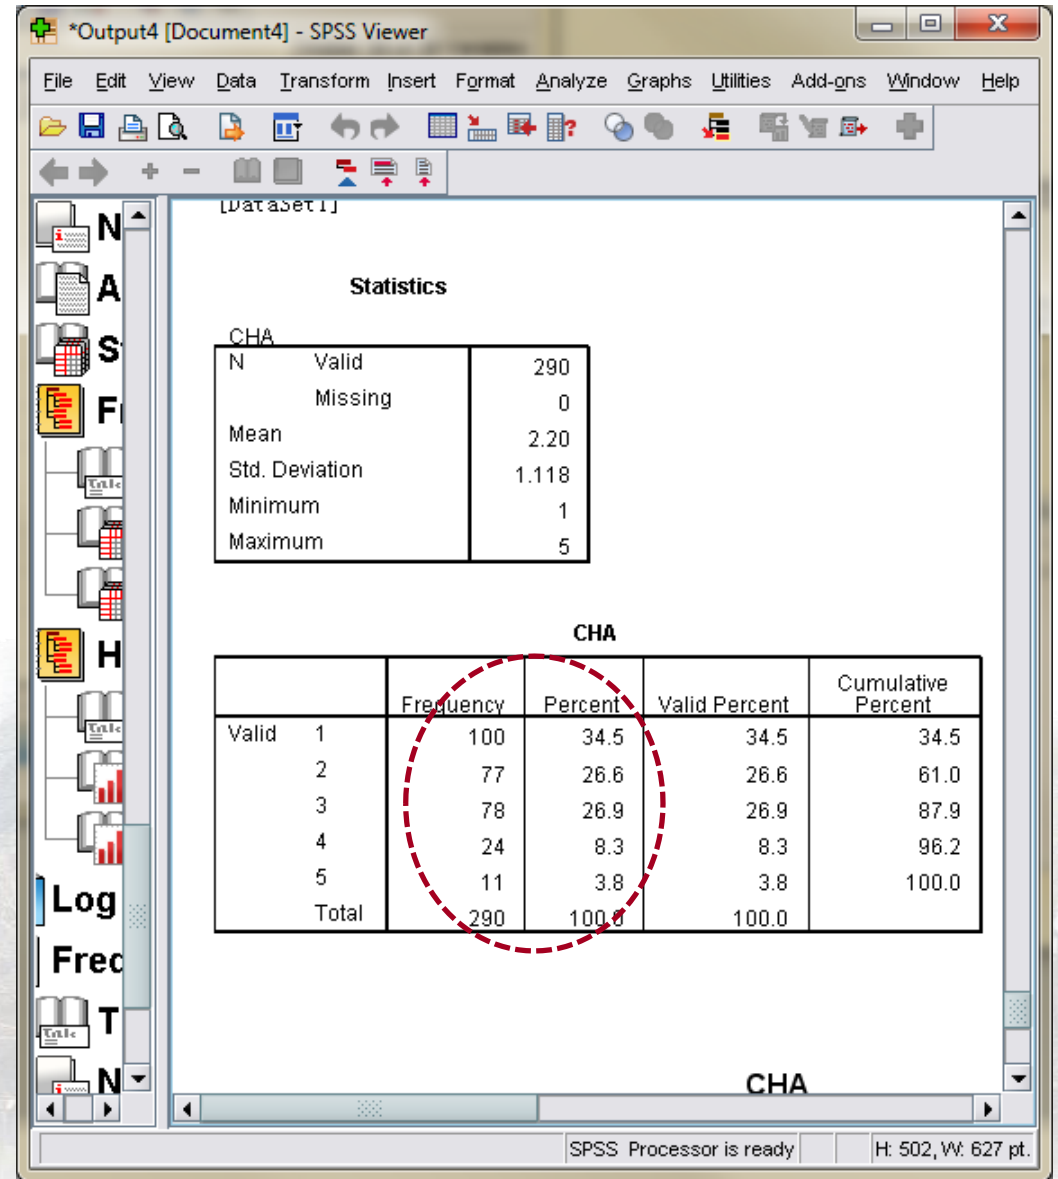 *Output4 [Document4] - SPSS Viewer
File Edit View Data Transform Insert Format Analyze Graphs Utilities Add-ons Window Help
[DataSet1]
N
A
S
F
H
Log
T
N
Statistics
CHA
N Valid 290
Missing 0
Mean 2.20
Std. Deviation 1.118
Minimum 1
Maximum 5
CHA
Frequency Percent Valid Percent Cumulative Percent
Valid 1 100 34.5 34.5 34.5
2 77 26.6 26.6 61.0
3 78 26.9 26.9 87.9
4 24 8.3 8.3 96.2
5 11 3.8 3.8 100.0
Total 290 100.0 100.0
CHA
SPSS Processor is ready H: 502, W: 627 pt.